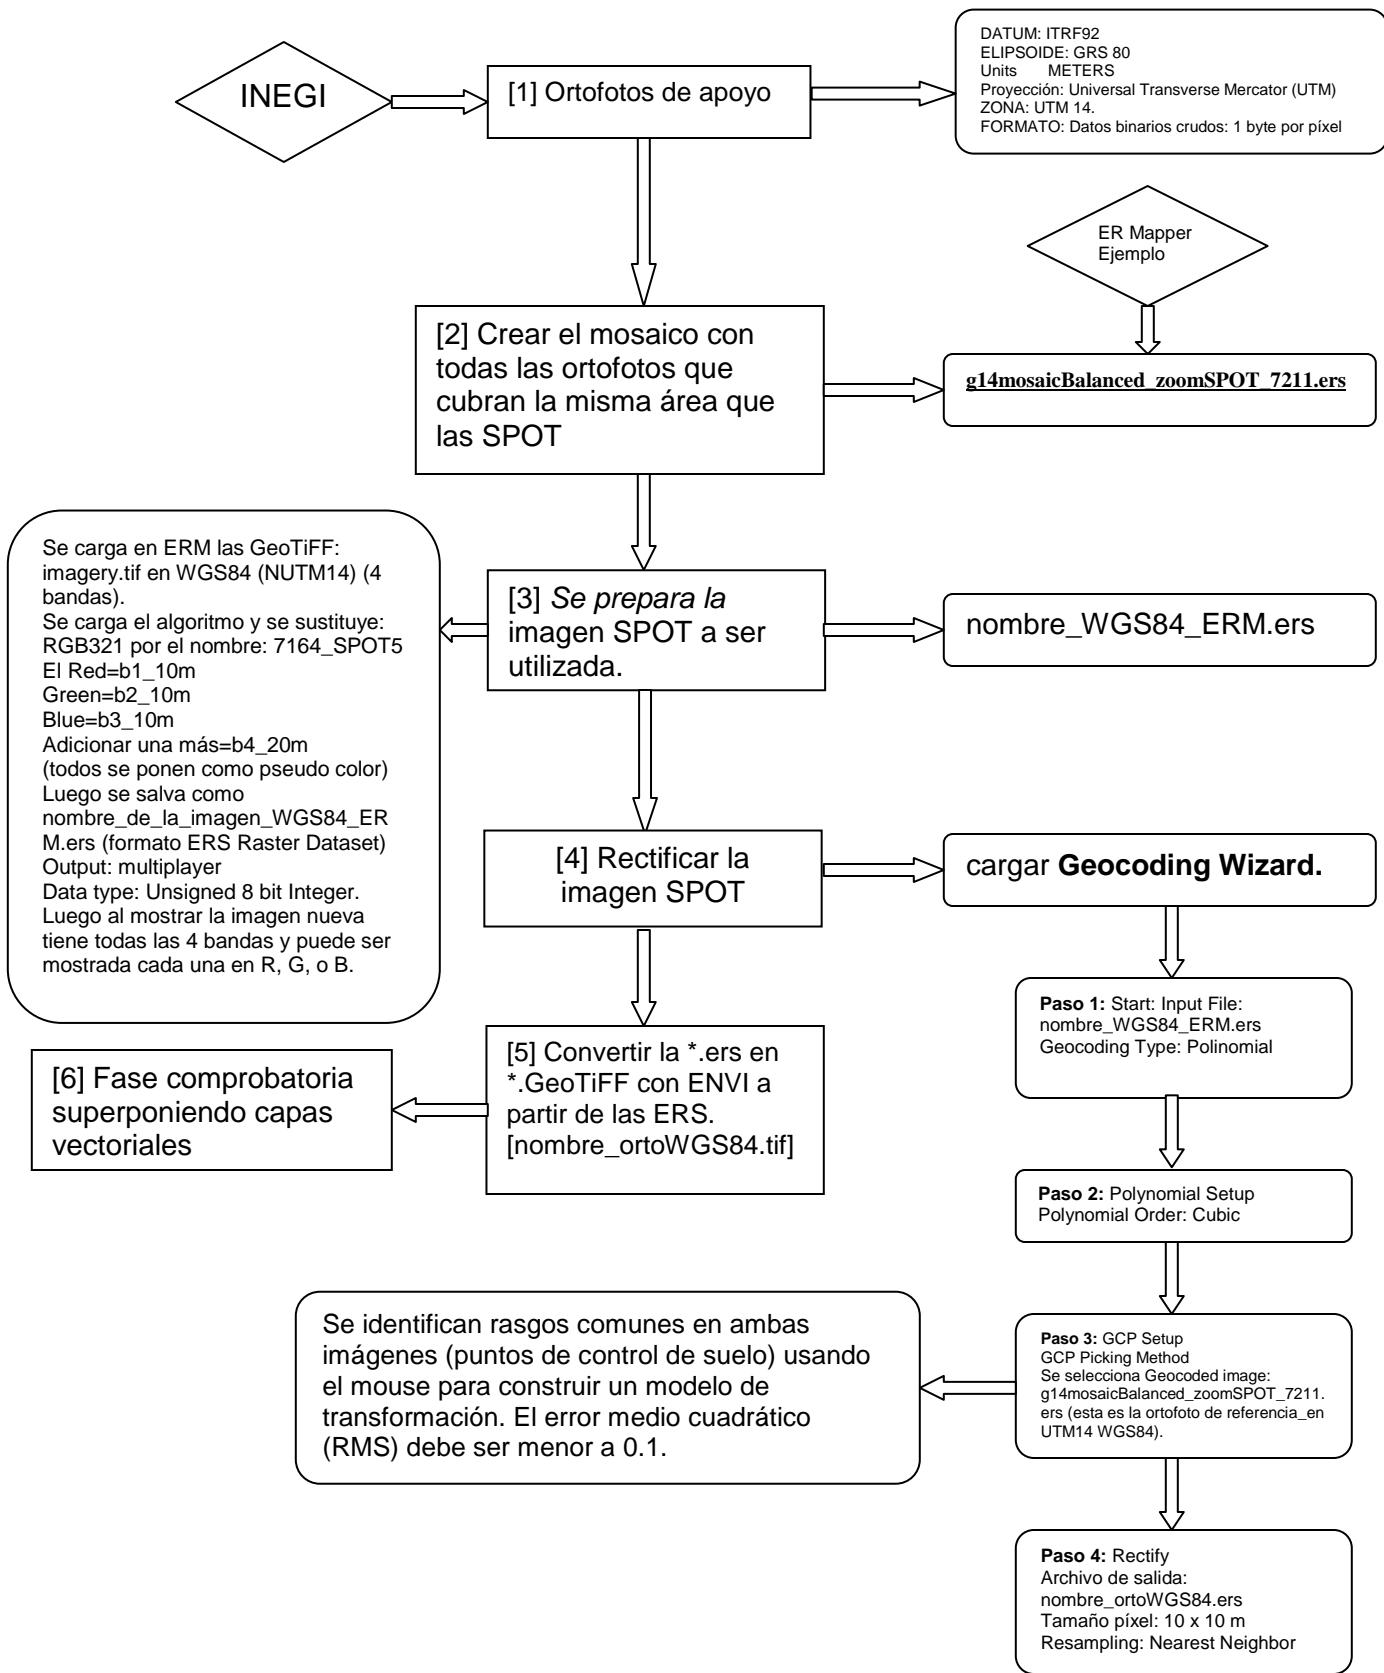 INEGI
[1] Ortofotos de apoyo
DATUM: ITRF92
ELIPSOIDE: GRS 80
Units METERS
Proyección: Universal Transverse Mercator (UTM)
ZONA: UTM 14.
FORMATO: Datos binarios crudos: 1 byte por píxel
ER Mapper
Ejemplo
[2] Crear el mosaico con
todas las ortofotos que
cubran la misma área que
las SPOT
g14mosaicBalanced_zoomSPOT_7211.ers
Se carga en ERM las GeoTiFF:
imagery.tif en WGS84 (NUTM14) (4
bandas).
Se carga el algoritmo y se sustituye:
RGB321 por el nombre: 7164_SPOT5
El Red=b1_10m
Green=b2_10m
Blue=b3_10m
Adicionar una más=b4_20m
(todos se ponen como pseudo color)
Luego se salva como
nombre_de_la_imagen_WGS84_ER
M.ers (formato ERS Raster Dataset)
Output: multiplayer
Data type: Unsigned 8 bit Integer.
Luego al mostrar la imagen nueva
tiene todas las 4 bandas y puede ser
mostrada cada una en R, G, o B.
[3] Se prepara la
imagen SPOT a ser
utilizada.
nombre_WGS84_ERM.ers
[4] Rectificar la
imagen SPOT
cargar Geocoding Wizard.
Paso 1: Start: Input File:
nombre_WGS84_ERM.ers
Geocoding Type: Polinomial
[5] Convertir la *.ers en
*.GeoTiFF con ENVI a
partir de las ERS.
[nombre_ortoWGS84.tif]
[6] Fase comprobatoria
superponiendo capas
vectoriales
Paso 2: Polynomial Setup
Polynomial Order: Cubic
Paso 3: GCP Setup
GCP Picking Method
Se selecciona Geocoded image:
g14mosaicBalanced_zoomSPOT_7211.
ers (esta es la ortofoto de referencia_en
UTM14 WGS84).
Se identifican rasgos comunes en ambas
imágenes (puntos de control de suelo) usando
el mouse para construir un modelo de
transformación. El error medio cuadrático
(RMS) debe ser menor a 0.1.
Paso 4: Rectify
Archivo de salida:
nombre_ortoWGS84.ers
Tamaño píxel: 10 x 10 m
Resampling: Nearest Neighbor